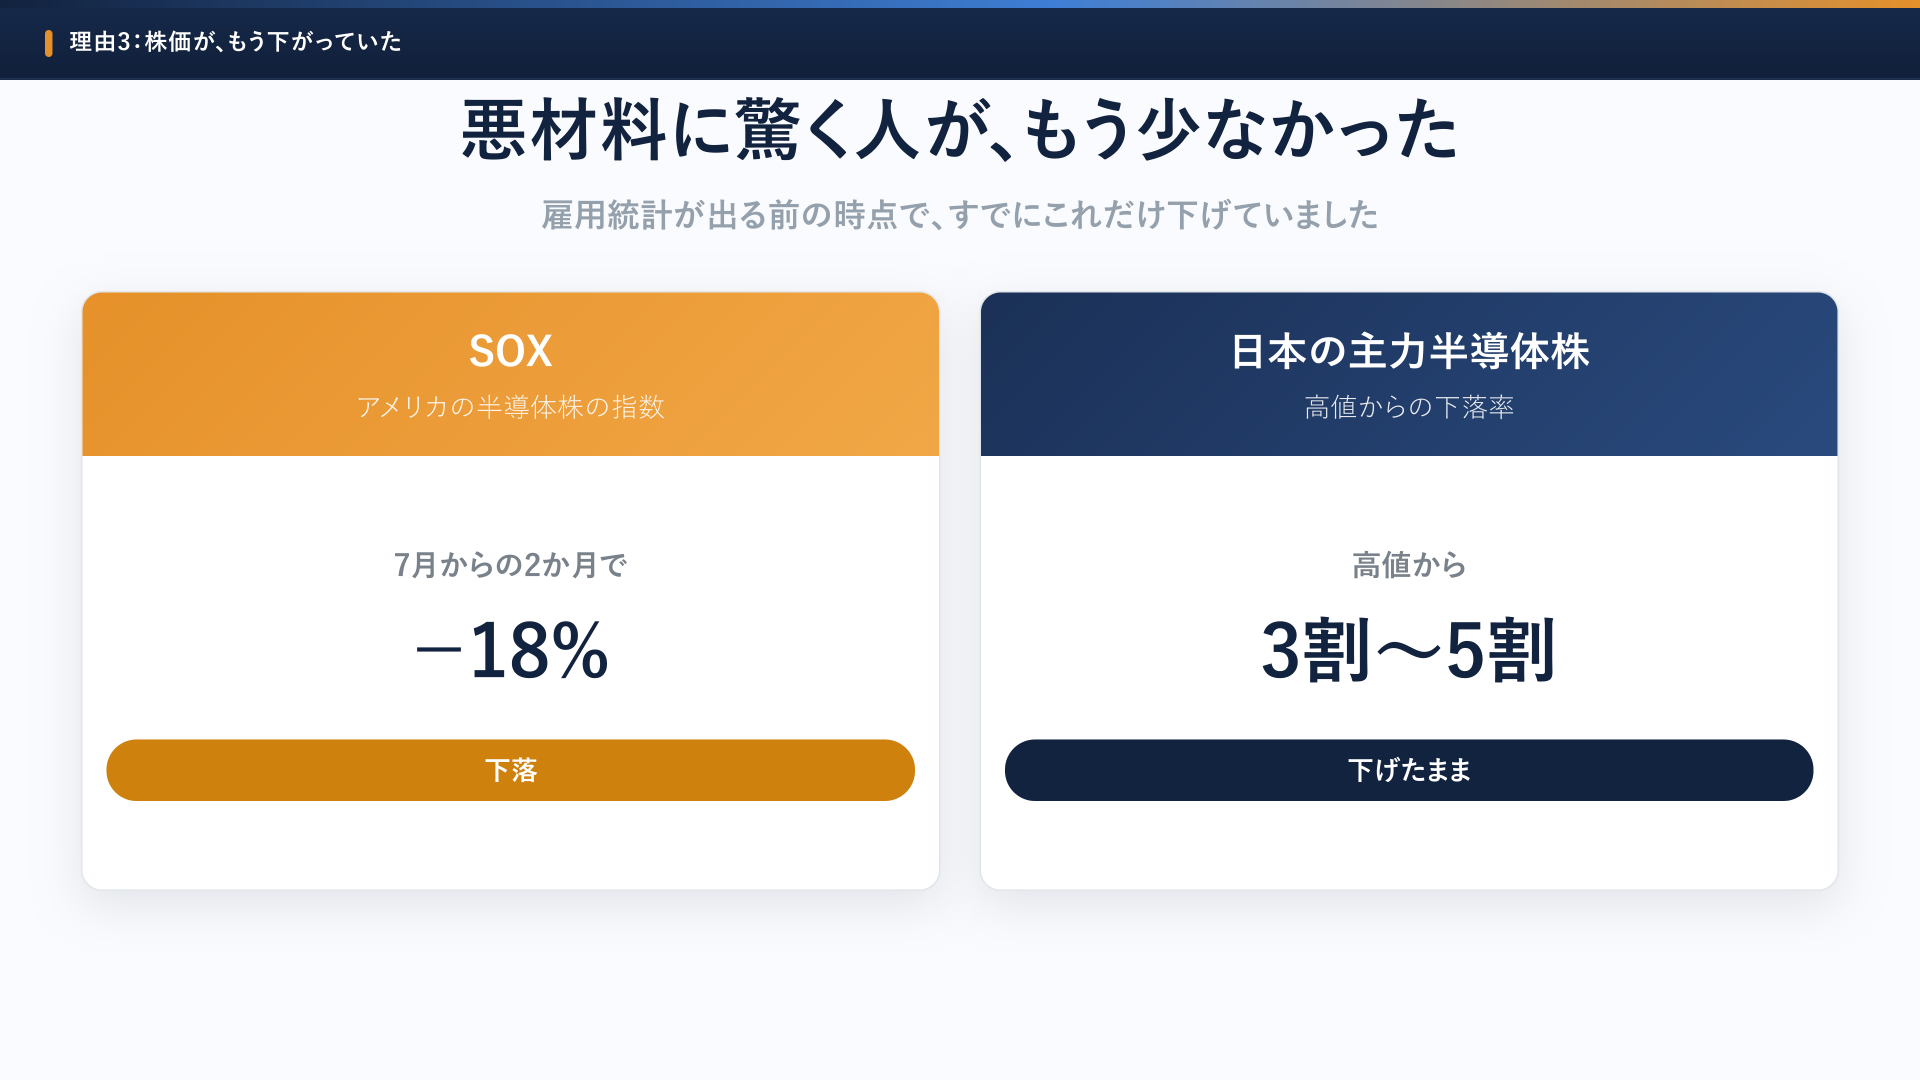 理由3：株価が、もう下がっていた
悪材料に驚く人が、もう少なかった
雇用統計が出る前の時点で、すでにこれだけ下げていました
SOX
アメリカの半導体株の指数
7月からの2か月で
−18%
下落
日本の主力半導体株
高値からの下落率
高値から
3割〜5割
下げたまま